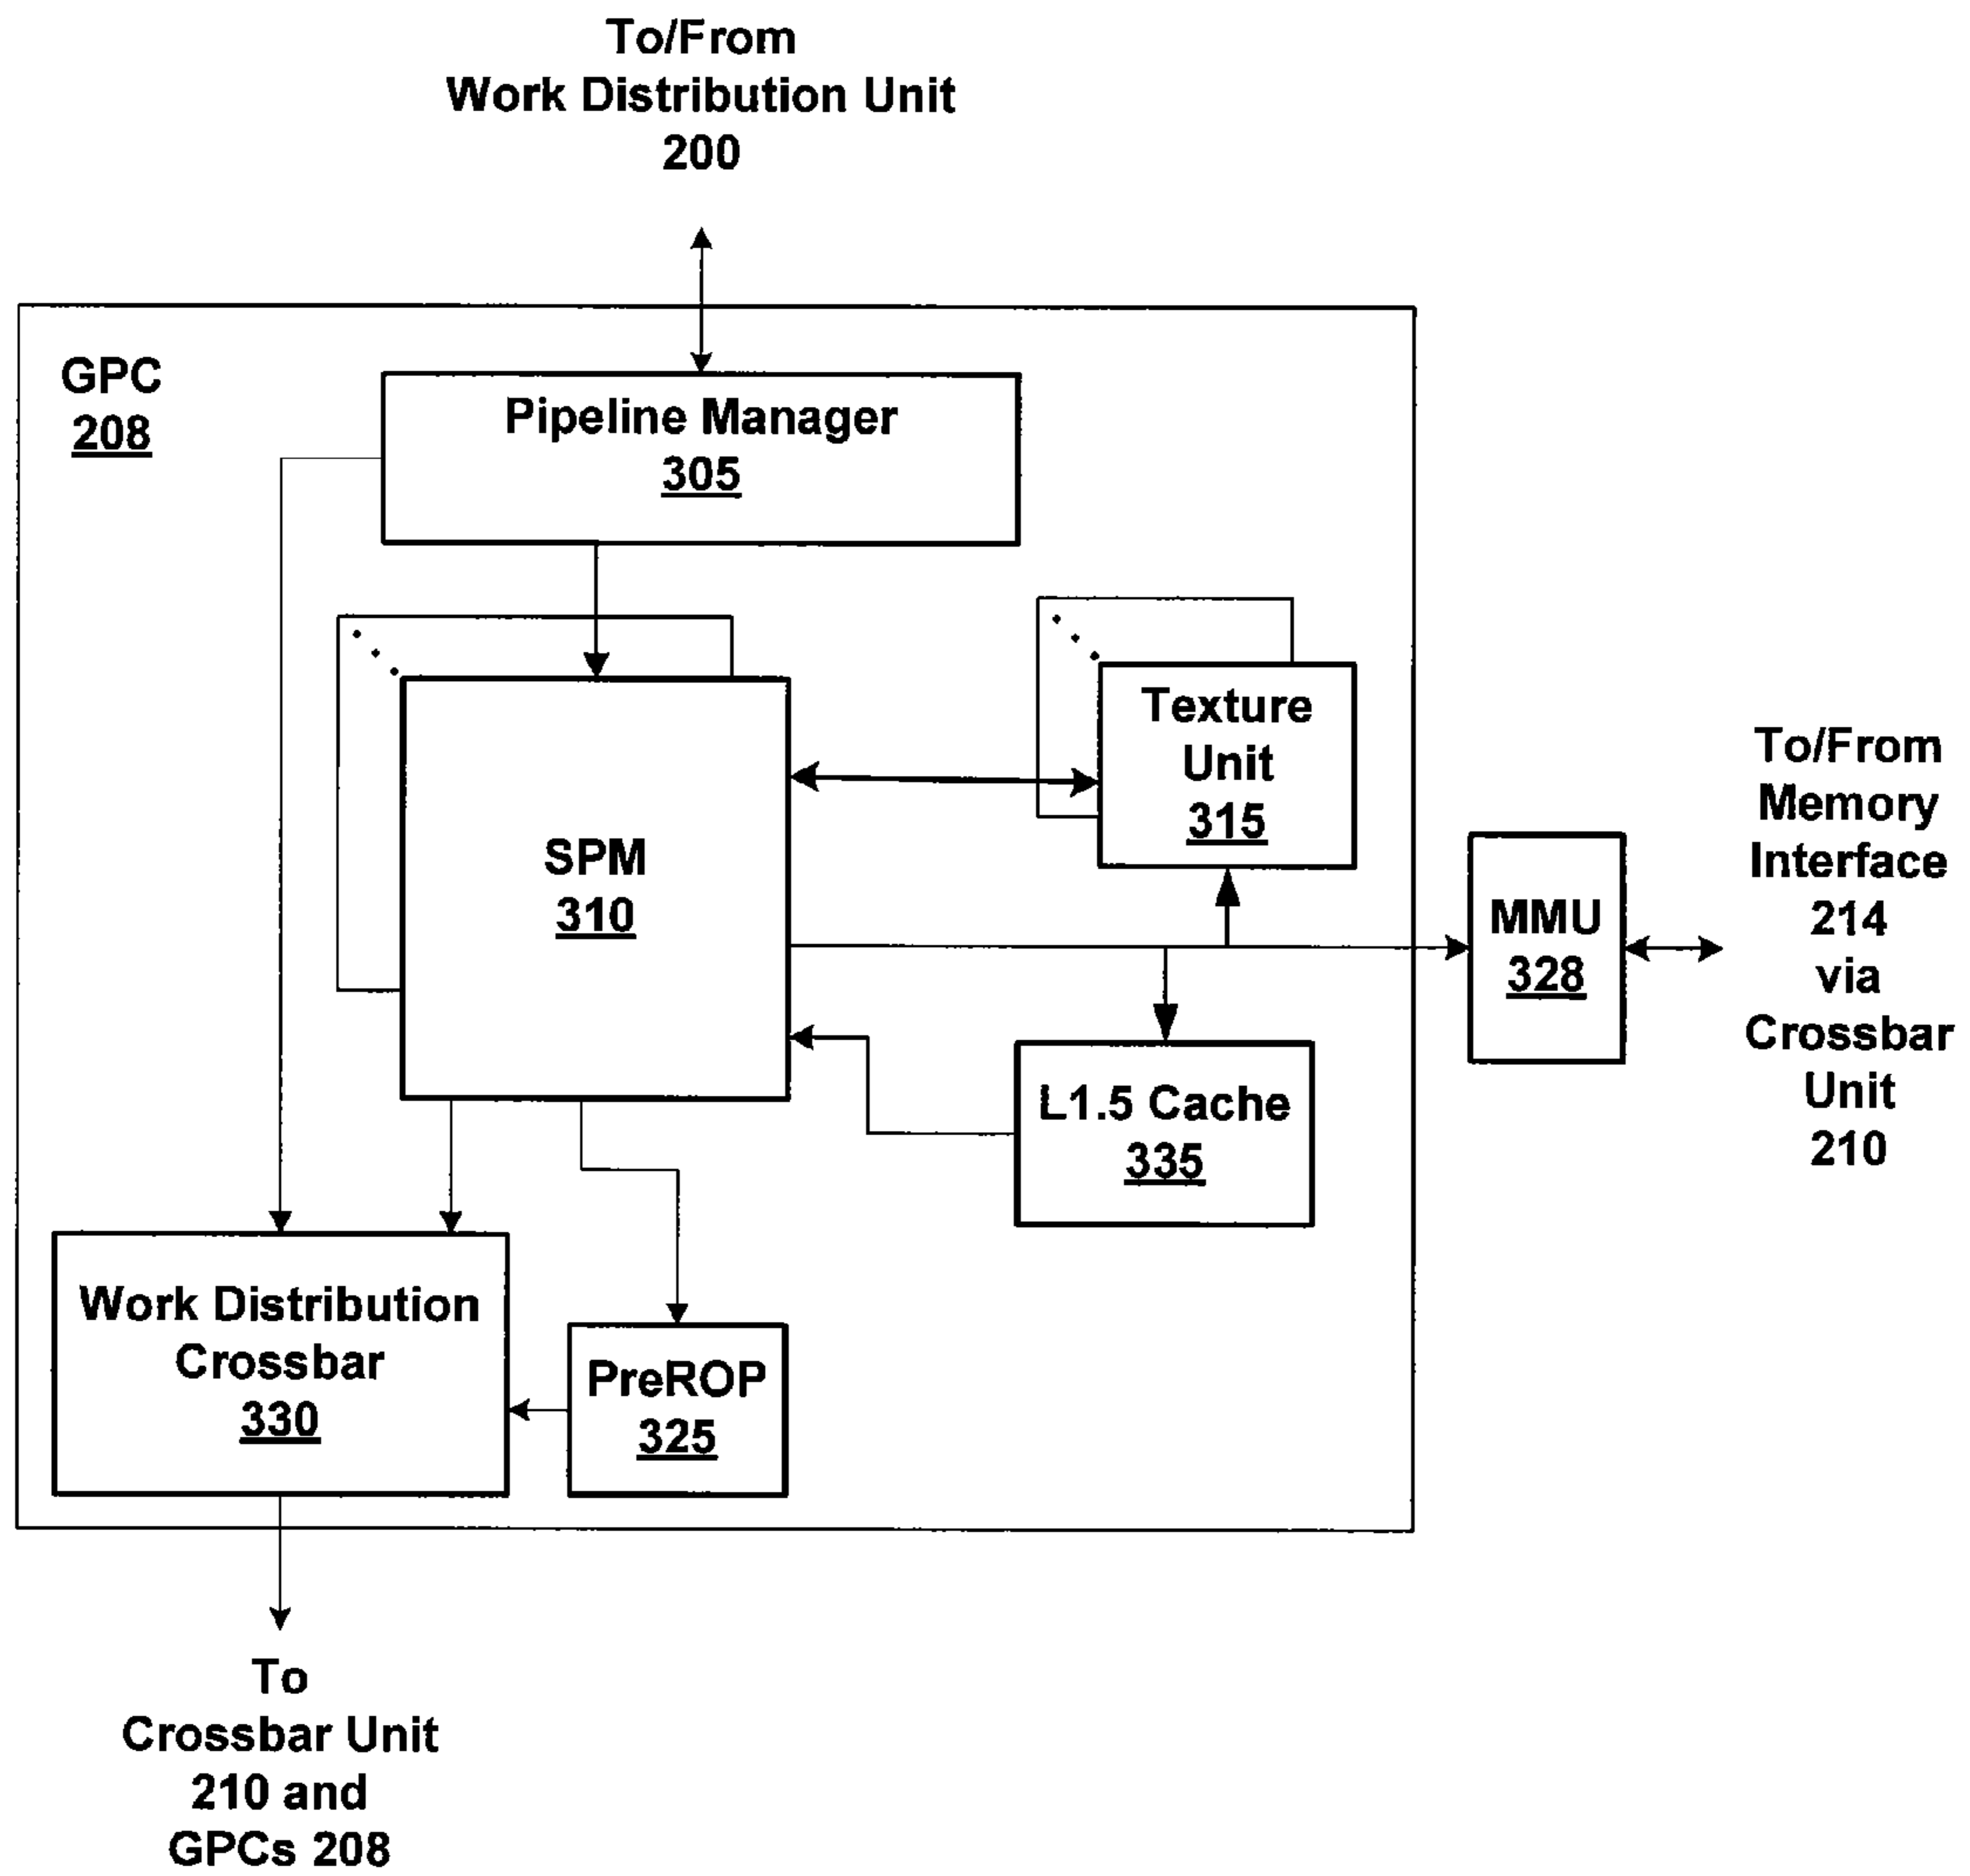 To/From
Work Distribution Unit
200
GPC
208
Pipeline Manager
305
Texture
Unit
315
SPM
310
To/From
Memory
Interface
214
via
Crossbar
Unit
210
MMU
328
L1.5 Cache
335
Work Distribution
Crossbar
330
PreROP
325
To
Crossbar Unit
210 and
GPCs 208